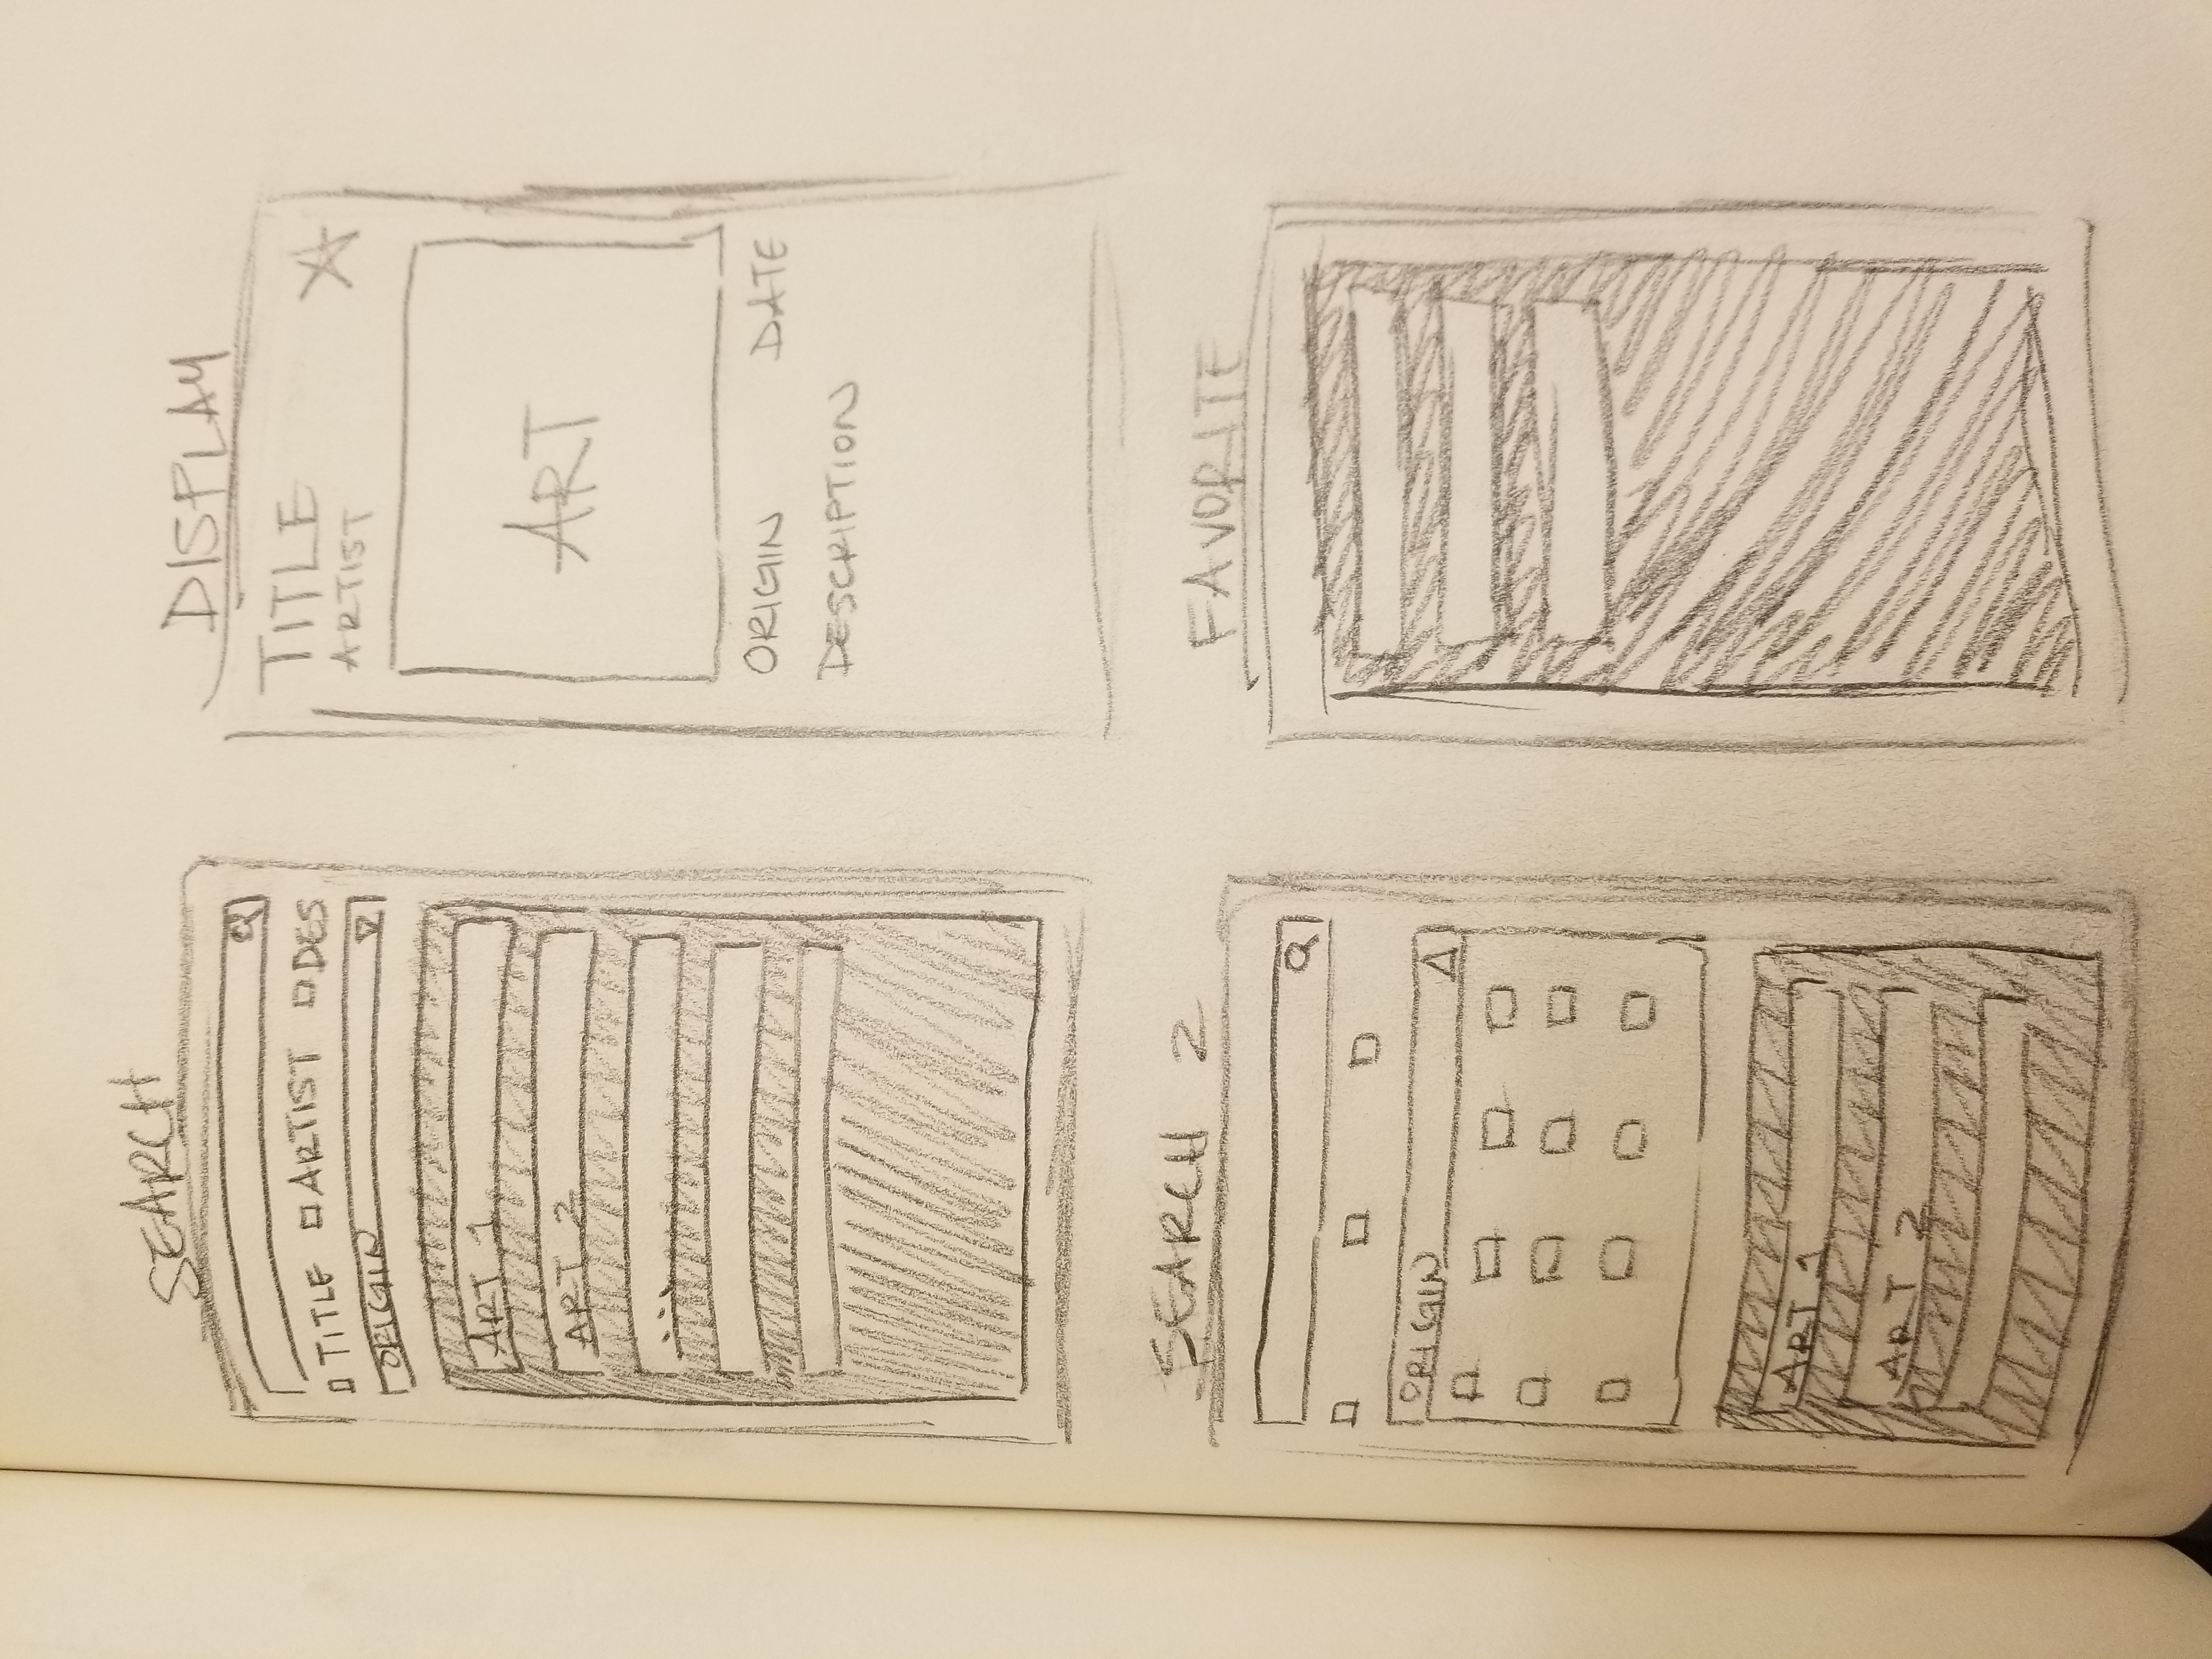 SEARCH
TITLE ARTIST DES
ORIGIN
ART 1
ART 2
...
DISPLAY
TITLE
ARTIST
ART
ORIGIN DATE
DESCRIPTION
SEARCH 2
ORIGIN
ART 1
ART 2
FAVORITE